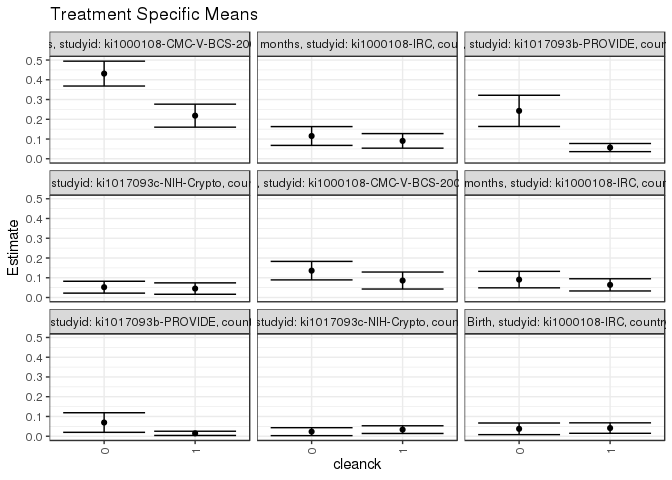 Treatment Specific Means
s, studyid: ki1000108-CMC-V-BCS-200
months, studyid: ki1000108-IRC, cou
, studyid: ki1017093b-PROVIDE, count
0.5
0.4
0.3
0.2
0.1
0.0
studyid: ki1017093c-NIH-Crypto, coun
, studyid: ki1000108-CMC-V-BCS-200
months, studyid: ki1000108-IRC, coun
0.5
0.4
0.3
0.2
0.1
0.0
studyid: ki1017093b-PROVIDE, count
studyid: ki1017093c-NIH-Crypto, coun
Birth, studyid: ki1000108-IRC, country
0.5
0.4
0.3
0.2
0.1
0.0
Estimate
0
1
0
1
0
1
cleanck